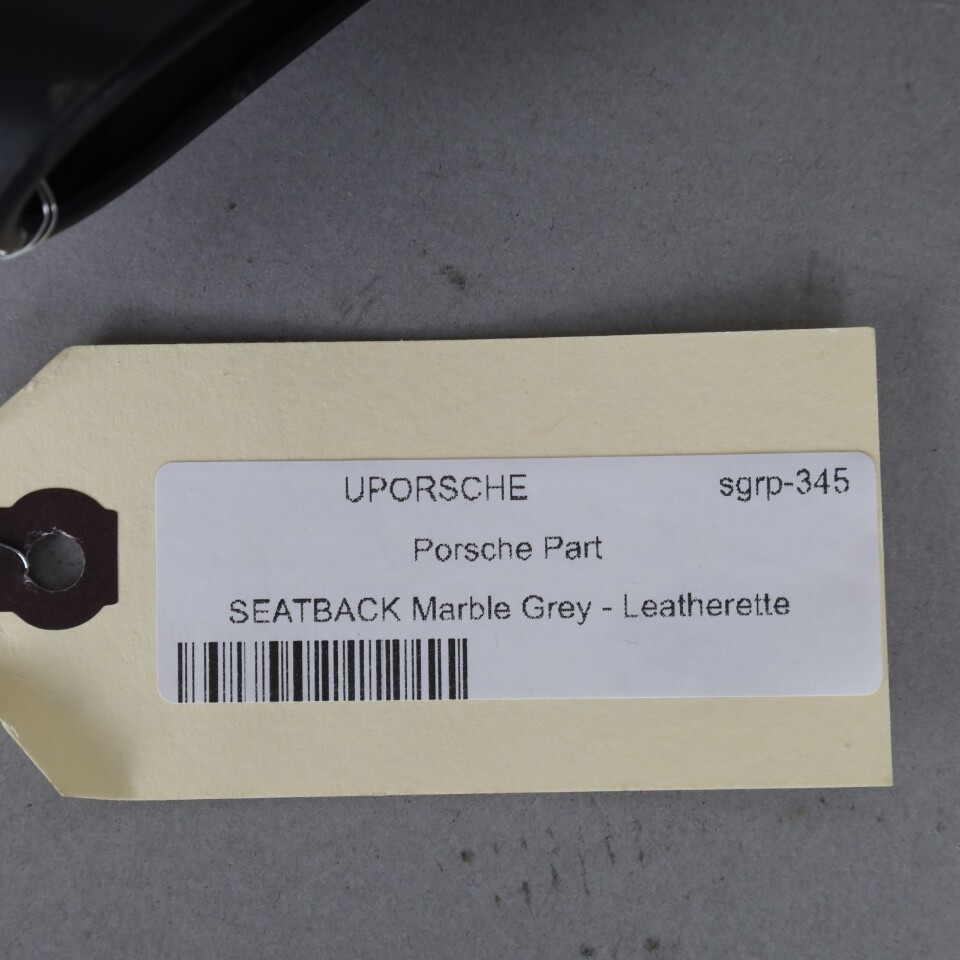 UPORSCHE sgrp-345
Porsche Part
SEATBACK Marble Grey - Leatherette